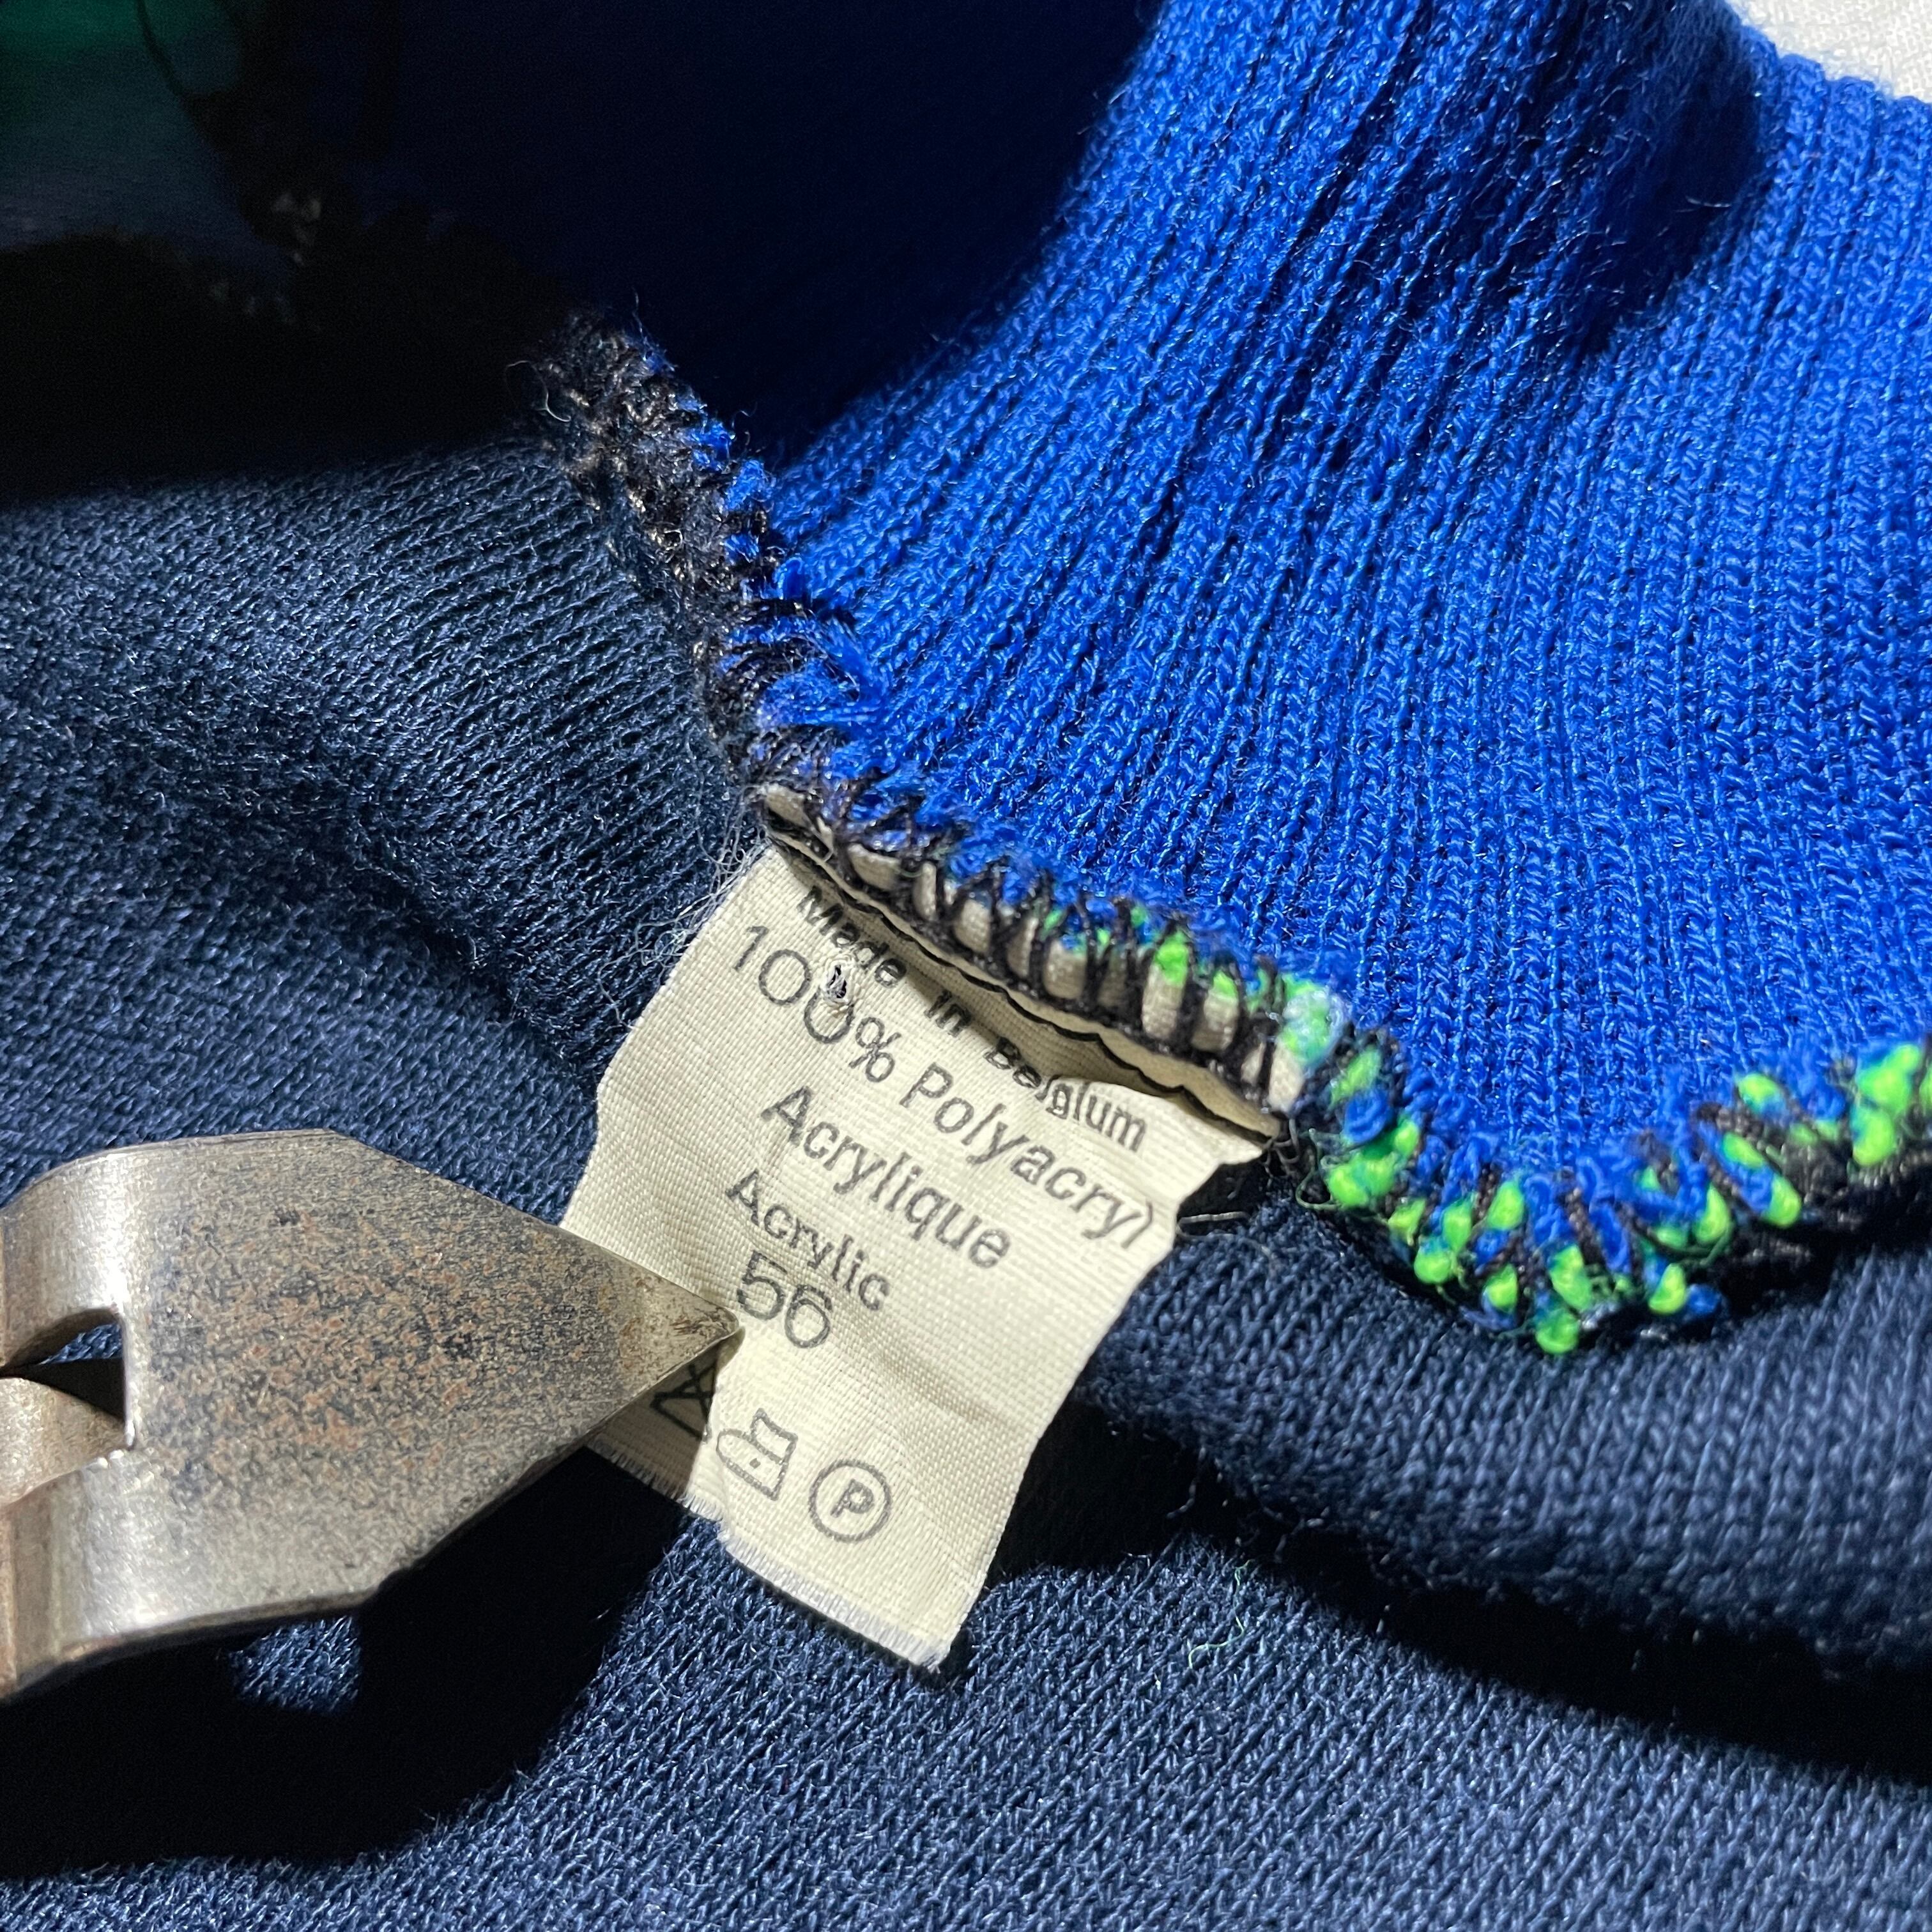 Made in Belgium
100% Polyacryl
Acrylique
Acrylic
56
P